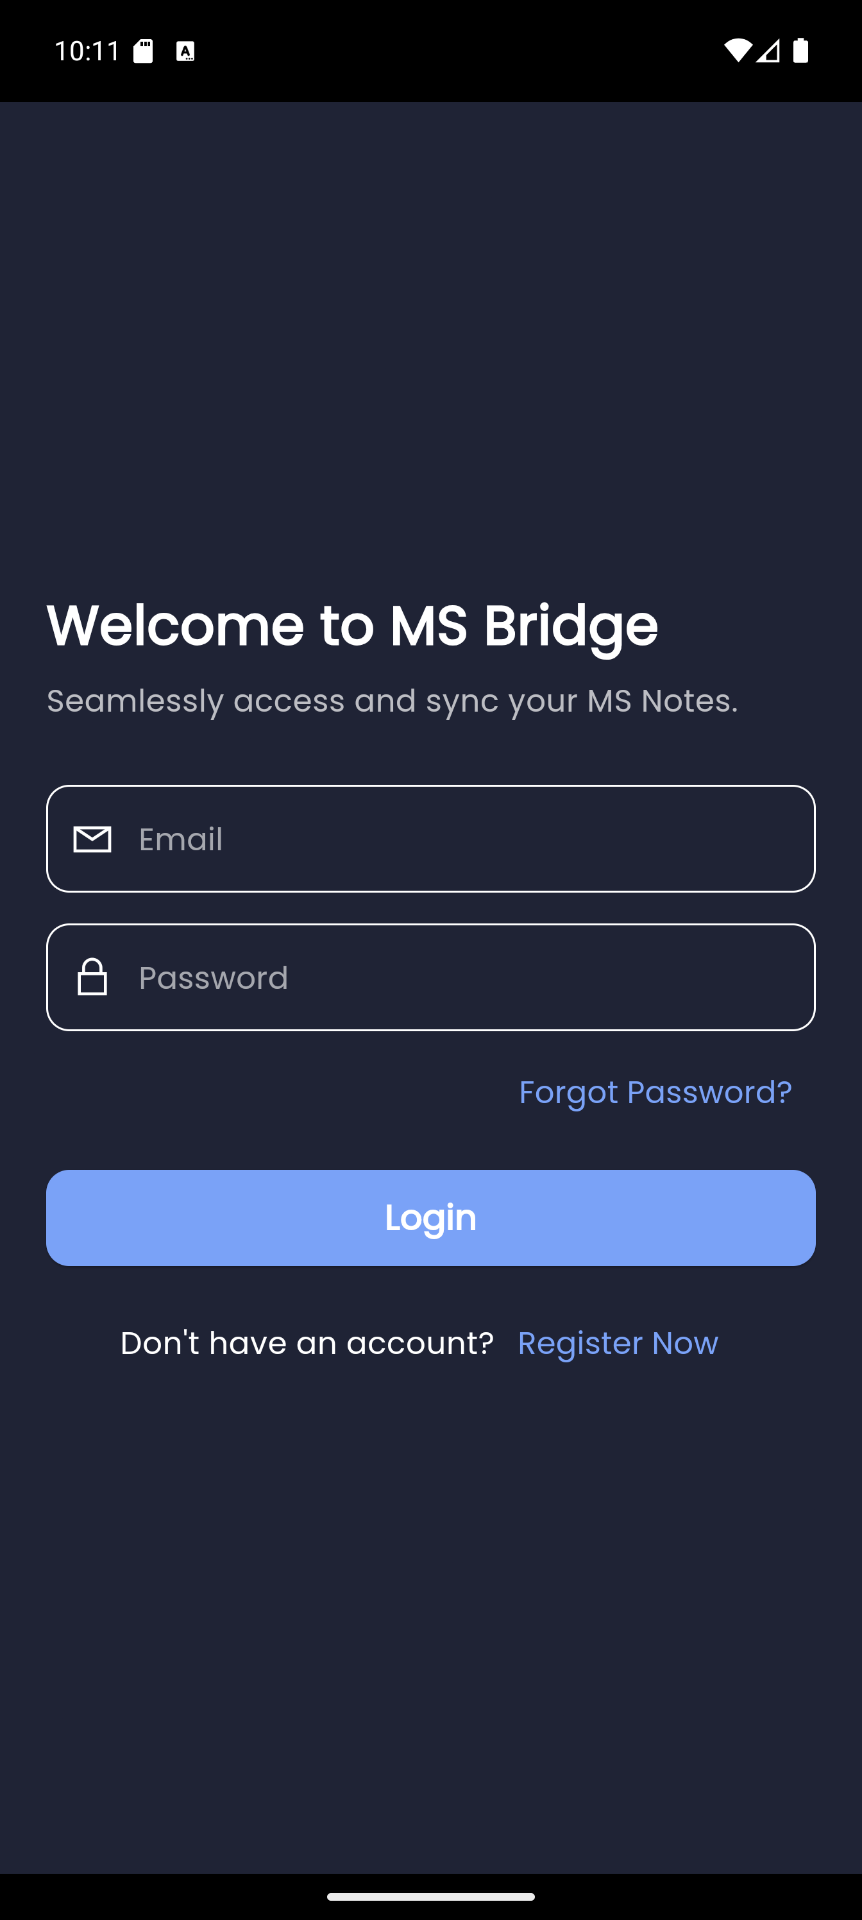 10:11
Welcome to MS Bridge
Seamlessly access and sync your MS Notes.
Email
Password
Forgot Password?
Login
Don't have an account? Register Now